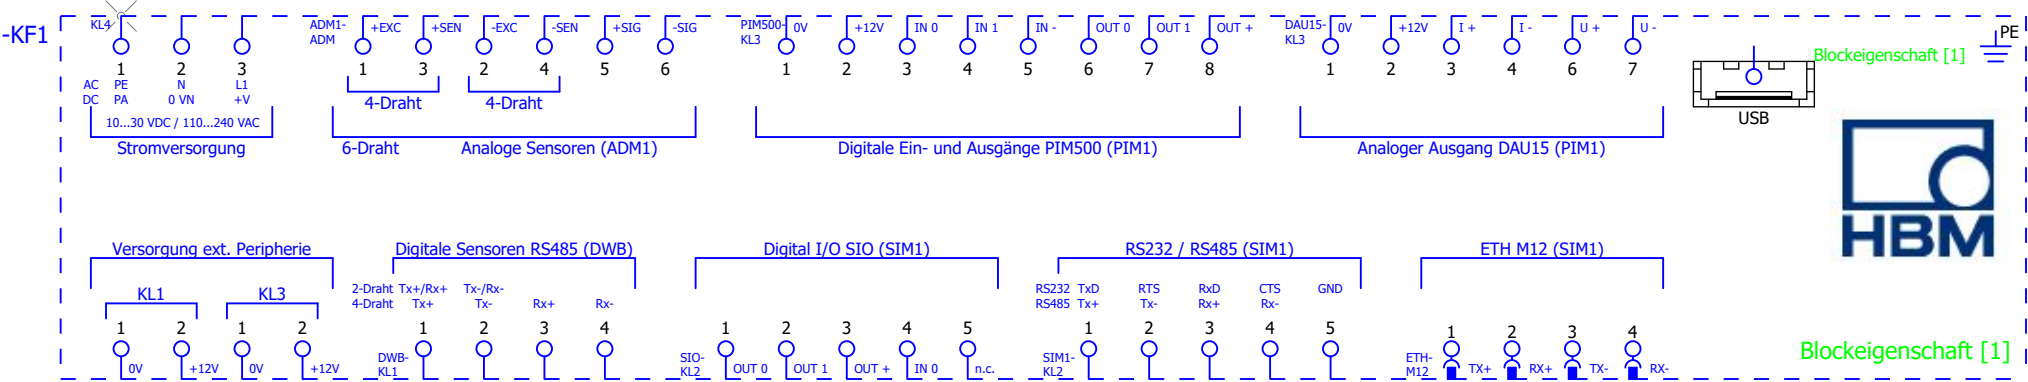 -KF1
KL4 ADM1- +EXC +SEN -EXC -SEN +SIG -SIG PIM500- 0V +12V IN 0 IN 1 IN - OUT 0 OUT 1 OUT + DAU15- 0V +12V I + I - U + U - PE
ADM KL3 KL3
1 2 3 1 3 2 4 5 6 1 2 3 4 5 6 7 8 1 2 3 4 6 7
Blockeigenschaft [1]
AC PE N L1
DC PA 0 VN +V
4-Draht 4-Draht
10...30 VDC / 110...240 VAC
USB
Stromversorgung 6-Draht Analoge Sensoren (ADM1) Digitale Ein- und Ausgänge PIM500 (PIM1) Analoger Ausgang DAU15 (PIM1)
HBM
Versorgung ext. Peripherie Digitale Sensoren RS485 (DWB) Digital I/O SIO (SIM1) RS232 / RS485 (SIM1) ETH M12 (SIM1)
KL1 KL3
2-Draht Tx+/Rx+ Tx-/Rx- RS232 TxD RTS RxD CTS GND
4-Draht Tx+ Tx- Rx+ Rx- RS485 Tx+ Tx- Rx+ Rx-
1 2 1 2 1 2 3 4 1 2 3 4 5 1 2 3 4 5 1 2 3 4
Blockeigenschaft [1]
0V +12V 0V +12V DWB- SIO- OUT 0 OUT 1 OUT + IN 0 n.c. SIM1- ETH- TX+ RX+ TX- RX-
KL1 KL2 KL2 M12